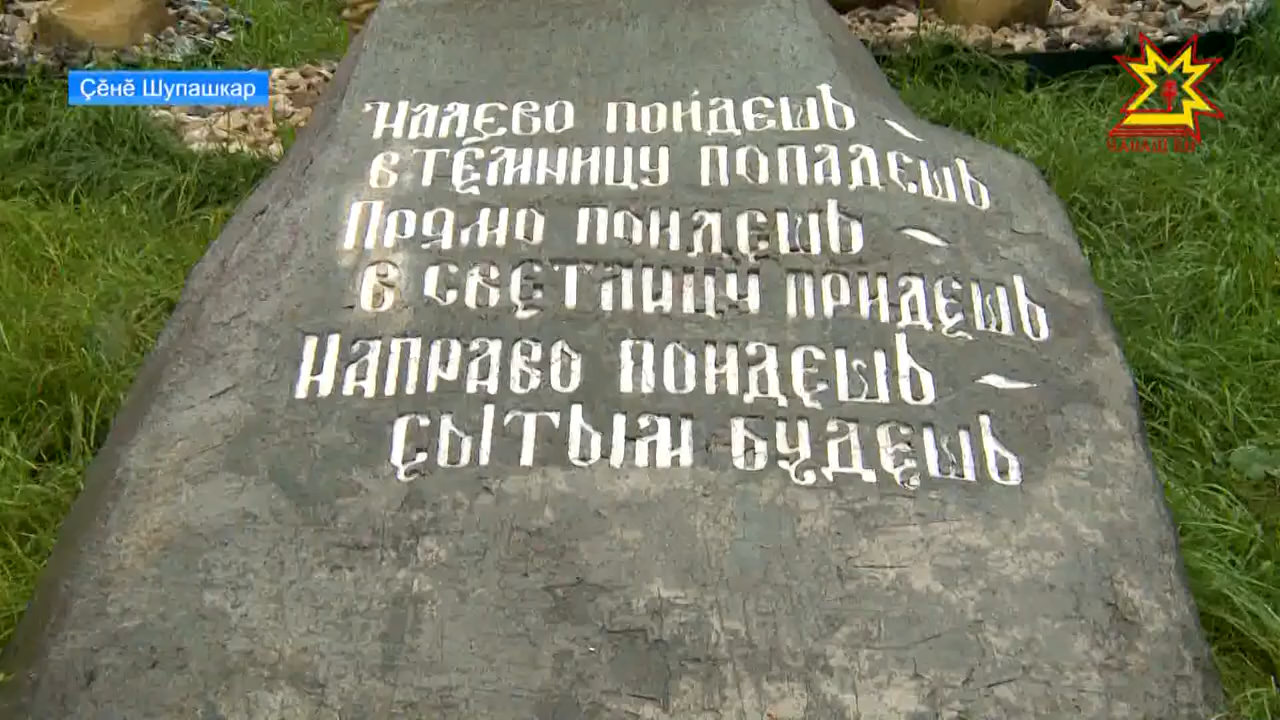 Ҫӗнӗ Шупашкар
Налево пойдешь –
в темницу попадешь
Прямо пойдешь –
в светлицу придешь
Направо пойдешь –
сытым будешь